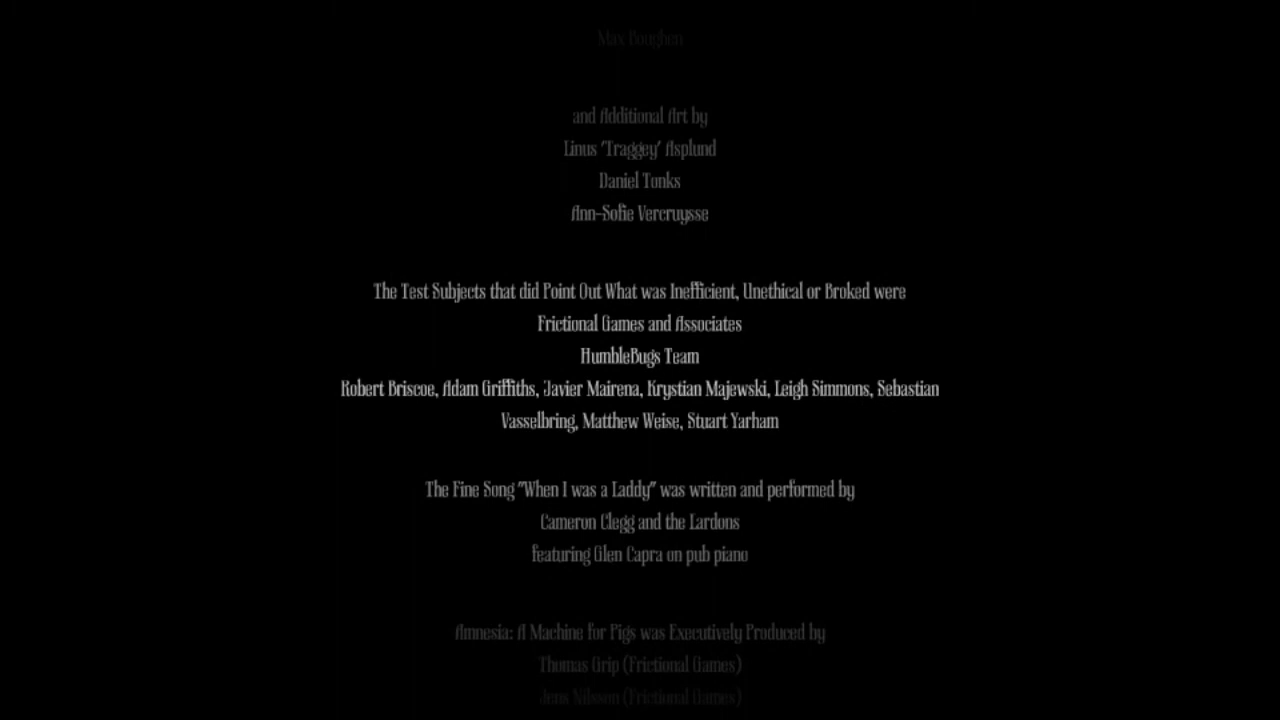 Max Boughen
and Additional Art by
Linus 'Traggey' Asplund
Daniel Tonks
Ann-Sofie Vercruysse
The Test Subjects that did Point Out What was Inefficient, Unethical or Broked were
Frictional Games and Associates
HumbleBugs Team
Robert Briscoe, Adam Griffiths, Javier Mairena, Krystian Majewski, Leigh Simmons, Sebastian
Vasselbring, Matthew Weise, Stuart Yarham
The Fine Song "When I was a Laddy" was written and performed by
Cameron Clegg and the Lardons
featuring Glen Capra on pub piano
Amnesia: A Machine for Pigs was Executively Produced by
Thomas Grip (Frictional Games)
Jens Nilsson (Frictional Games)